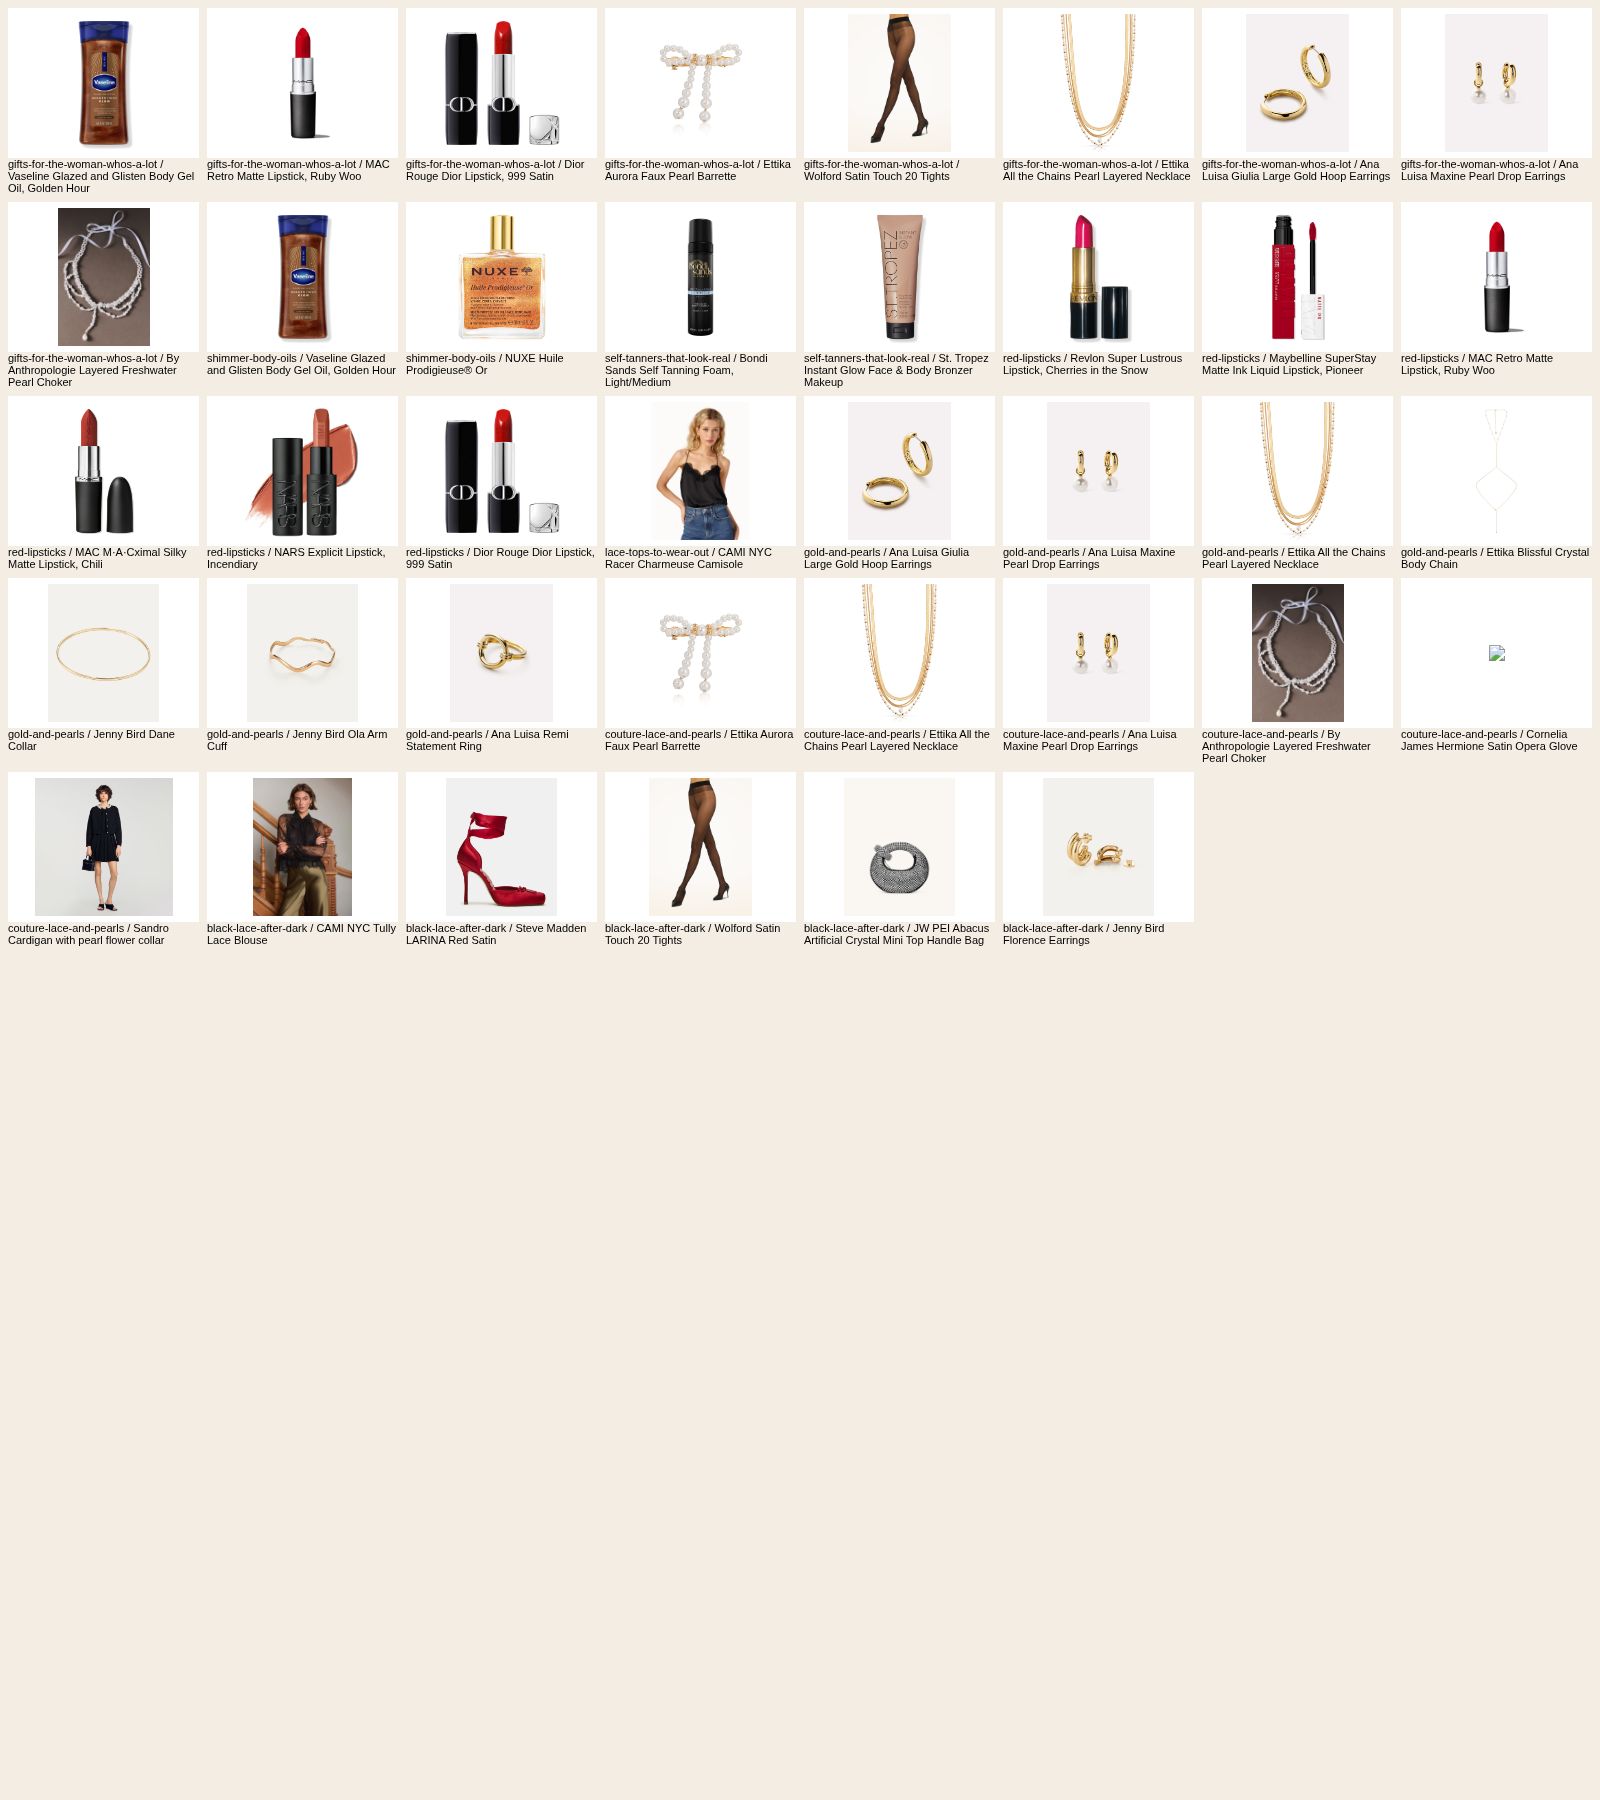 gifts-for-the-woman-whos-a-lot /
Vaseline Glazed and Glisten Body Gel
Oil, Golden Hour
gifts-for-the-woman-whos-a-lot / MAC
Retro Matte Lipstick, Ruby Woo
gifts-for-the-woman-whos-a-lot / Dior
Rouge Dior Lipstick, 999 Satin
gifts-for-the-woman-whos-a-lot / Ettika
Aurora Faux Pearl Barrette
gifts-for-the-woman-whos-a-lot /
Wolford Satin Touch 20 Tights
gifts-for-the-woman-whos-a-lot / Ettika
All the Chains Pearl Layered Necklace
gifts-for-the-woman-whos-a-lot / Ana
Luisa Giulia Large Gold Hoop Earrings
gifts-for-the-woman-whos-a-lot / Ana
Luisa Maxine Pearl Drop Earrings
Vaseline
NUXE
Huile Prodigieuse® Or
ST.TROPEZ
REVLON
gifts-for-the-woman-whos-a-lot / By
Anthropologie Layered Freshwater
Pearl Choker
shimmer-body-oils / Vaseline Glazed
and Glisten Body Gel Oil, Golden Hour
shimmer-body-oils / NUXE Huile
Prodigieuse® Or
self-tanners-that-look-real / Bondi
Sands Self Tanning Foam,
Light/Medium
self-tanners-that-look-real / St. Tropez
Instant Glow Face & Body Bronzer
Makeup
red-lipsticks / Revlon Super Lustrous
Lipstick, Cherries in the Snow
red-lipsticks / Maybelline SuperStay
Matte Ink Liquid Lipstick, Pioneer
red-lipsticks / MAC Retro Matte
Lipstick, Ruby Woo
NARS
NARS
red-lipsticks / MAC M·A·Cximal Silky
Matte Lipstick, Chili
red-lipsticks / NARS Explicit Lipstick,
Incendiary
red-lipsticks / Dior Rouge Dior Lipstick,
999 Satin
lace-tops-to-wear-out / CAMI NYC
Racer Charmeuse Camisole
gold-and-pearls / Ana Luisa Giulia
Large Gold Hoop Earrings
gold-and-pearls / Ana Luisa Maxine
Pearl Drop Earrings
gold-and-pearls / Ettika All the Chains
Pearl Layered Necklace
gold-and-pearls / Ettika Blissful Crystal
Body Chain
gold-and-pearls / Jenny Bird Dane
Collar
gold-and-pearls / Jenny Bird Ola Arm
Cuff
gold-and-pearls / Ana Luisa Remi
Statement Ring
couture-lace-and-pearls / Ettika Aurora
Faux Pearl Barrette
couture-lace-and-pearls / Ettika All the
Chains Pearl Layered Necklace
couture-lace-and-pearls / Ana Luisa
Maxine Pearl Drop Earrings
couture-lace-and-pearls / By
Anthropologie Layered Freshwater
Pearl Choker
couture-lace-and-pearls / Cornelia
James Hermione Satin Opera Glove
couture-lace-and-pearls / Sandro
Cardigan with pearl flower collar
black-lace-after-dark / CAMI NYC Tully
Lace Blouse
black-lace-after-dark / Steve Madden
LARINA Red Satin
black-lace-after-dark / Wolford Satin
Touch 20 Tights
black-lace-after-dark / JW PEI Abacus
Artificial Crystal Mini Top Handle Bag
black-lace-after-dark / Jenny Bird
Florence Earrings